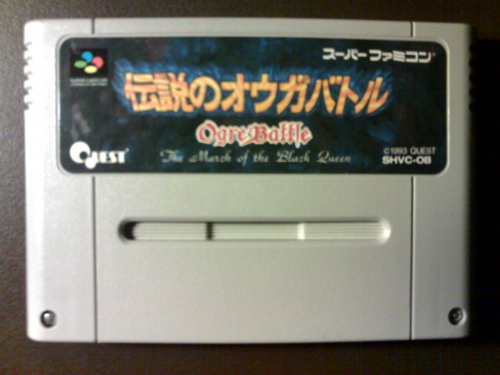 スーパーファミコン
伝説のオウガバトル
Ogre Battle
The March of the Black Queen
QUEST
©1993 QUEST
SHVC-OB